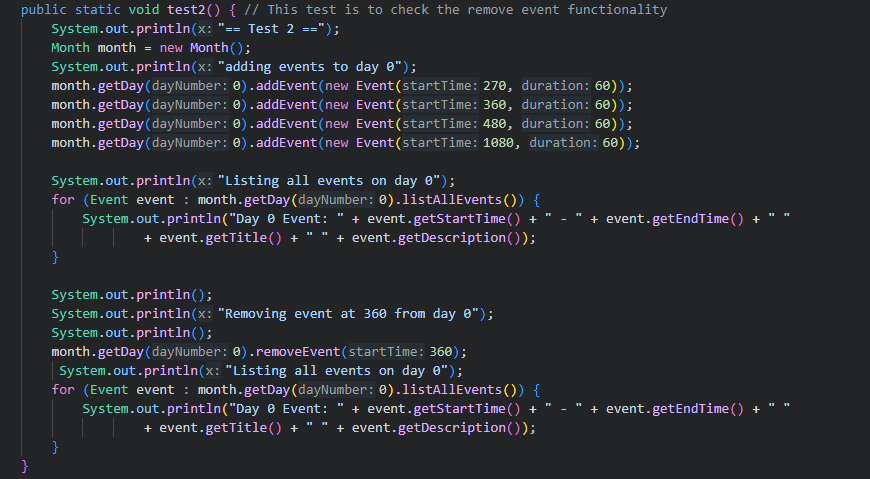 public static void test2() { // This test is to check the remove event functionality
System.out.println(x: "== Test 2 ==");
Month month = new Month();
System.out.println(x: "adding events to day 0");
month.getDay(dayNumber: 0).addEvent(new Event(startTime: 270, duration: 60));
month.getDay(dayNumber: 0).addEvent(new Event(startTime: 360, duration: 60));
month.getDay(dayNumber: 0).addEvent(new Event(startTime: 480, duration: 60));
month.getDay(dayNumber: 0).addEvent(new Event(startTime: 1080, duration: 60));
System.out.println(x: "Listing all events on day 0");
for (Event event : month.getDay(dayNumber: 0).listAllEvents()) {
System.out.println("Day 0 Event: " + event.getStartTime() + " - " + event.getEndTime() + " "
+ event.getTitle() + " " + event.getDescription());
}
System.out.println();
System.out.println(x: "Removing event at 360 from day 0");
System.out.println();
month.getDay(dayNumber: 0).removeEvent(startTime: 360);
System.out.println(x: "Listing all events on day 0");
for (Event event : month.getDay(dayNumber: 0).listAllEvents()) {
System.out.println("Day 0 Event: " + event.getStartTime() + " - " + event.getEndTime() + " "
+ event.getTitle() + " " + event.getDescription());
}
}